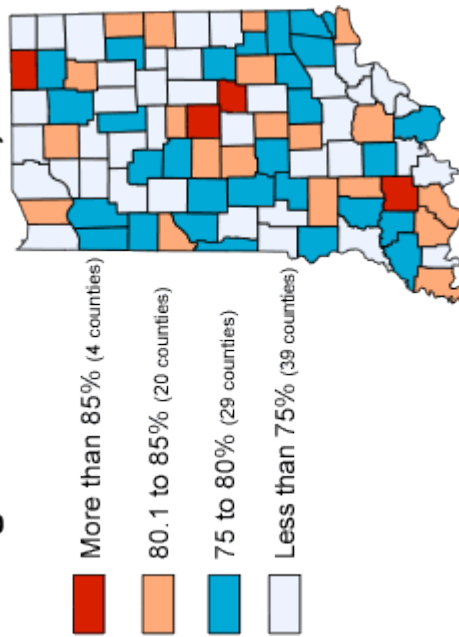 More than 85% (4 counties)
80.1 to 85% (20 counties)
75 to 80% (29 counties)
Less than 75% (39 counties)